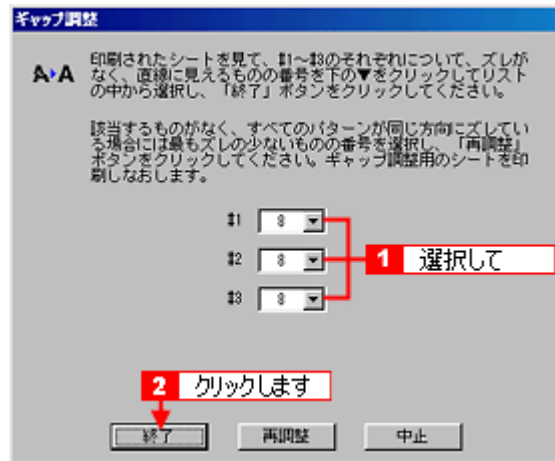 ギャップ調整
A▸A
印刷されたシートを見て、#1～#3のそれぞれについて、ズレが
なく、直線に見えるものの番号を下の▼をクリックしてリスト
の中から選択し、「終了」ボタンをクリックしてください。
該当するものがなく、すべてのパターンが同じ方向にズレてい
る場合には最もズレの少ないものの番号を選択し、「再調整」
ボタンをクリックしてください。ギャップ調整用のシートを印
刷しなおします。
#1 8
#2 8
1 選択して
#3 8
2 クリックします
終了 再調整 中止